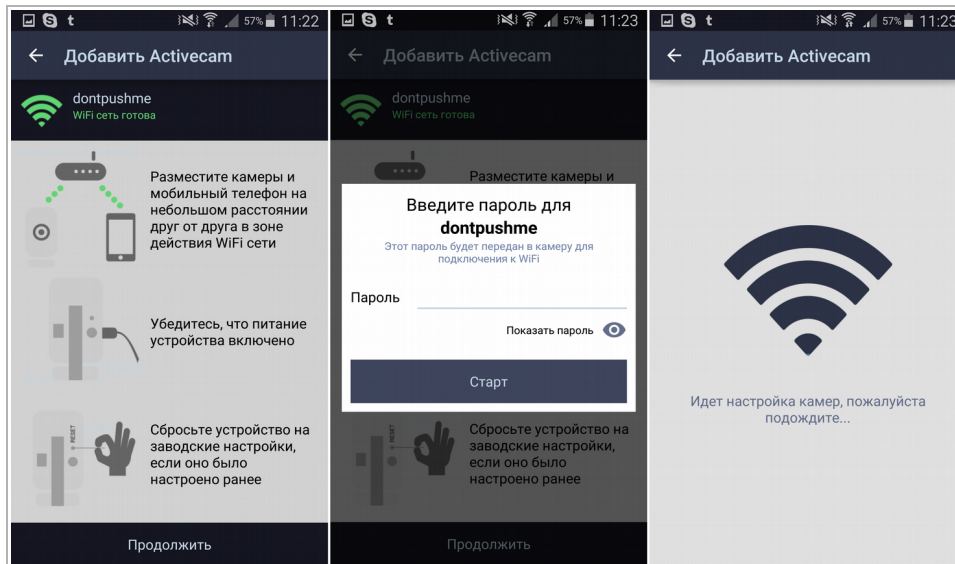 t
57%
11:22
Добавить Activecam
dontpushme
WiFi сеть готова
Разместите камеры и
мобильный телефон на
небольшом расстоянии
друг от друга в зоне
действия WiFi сети
Убедитесь, что питание
устройства включено
RESET
Сбросьте устройство на
заводские настройки,
если оно было
настроено ранее
Продолжить
t
57%
11:23
Добавить Activecam
dontpushme
WiFi сеть готова
Разместите камеры и
Введите пароль для
dontpushme
Этот пароль будет передан в камеру для
подключения к WiFi
Пароль
Показать пароль
Старт
RESET
Сбросьте устройство на
заводские настройки,
если оно было
настроено ранее
Продолжить
t
57%
11:23
Добавить Activecam
Идет настройка камер, пожалуйста
подождите...